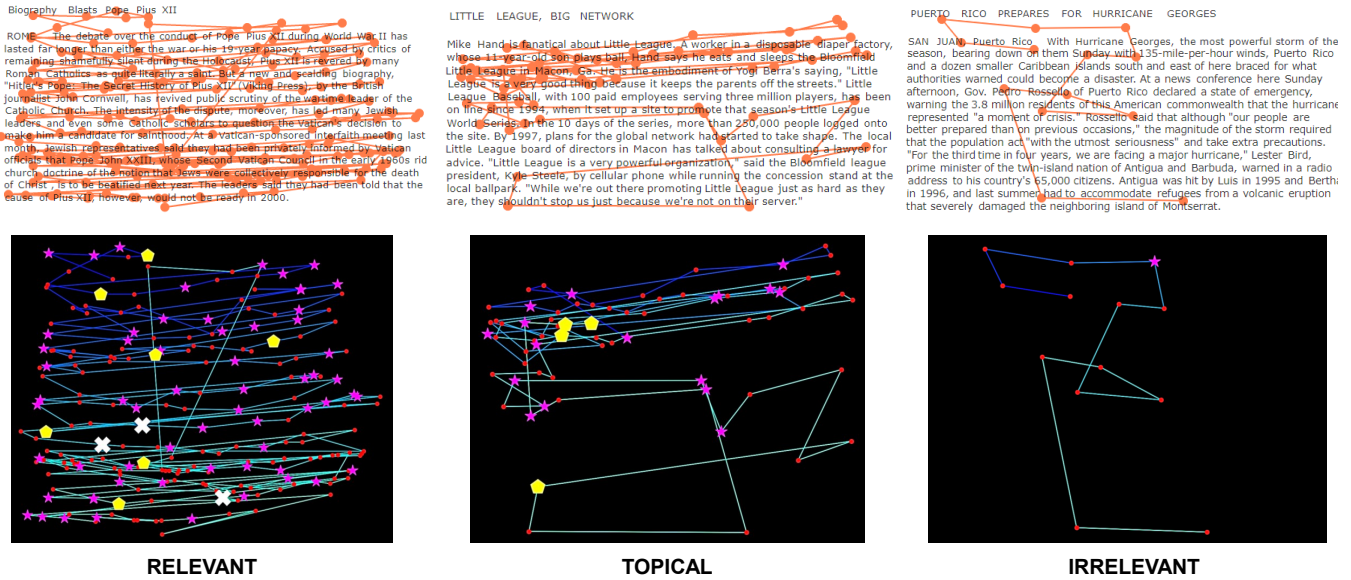 Biography Blasts Pope Pius XII
ROME The debate over the conduct of Pope Pius XII during World War II has
lasted far longer than either the war or his 19-year papacy. Accused by critics of
remaining shamefully silent during the Holocaust, Pius XII is revered by many
Roman Catholics as quite literally a saint. But a new and scalding biography,
"Hitler's Pope: The Secret History of Pius XII" (Viking Press), by the British
journalist John Cornwell, has revived public scrutiny of the wartime leader of the
Catholic Church. The intensity of the dispute, moreover, has led many Jewish
leaders and even some Catholic scholars to question the Vatican's decision to
make him a candidate for sainthood. At a Vatican-sponsored interfaith meeting last
month, Jewish representatives said they had been privately informed by Vatican
officials that Pope John XXIII, whose Second Vatican Council in the early 1960s rid
church doctrine of the notion that Jews were collectively responsible for the death
of Christ , is to be beatified next year. The leaders said they had been told that the
cause of Pius XII, however, would not be ready in 2000.
LITTLE LEAGUE, BIG NETWORK
Mike Hand is fanatical about Little League. A worker in a disposable diaper factory,
whose 11-year-old son plays ball, Hand says he eats and sleeps the Bloomfield
Little League in Macon, Ga. He is the embodiment of Yogi Berra's saying, "Little
League is a very good thing because it keeps the parents off the streets." Little
League Baseball, with 100 paid employees serving three million players, has been
on line since 1994, when it set up a site to promote that season's Little League
World Series. In the 10 days of the series, more than 250,000 people logged onto
the site. By 1997, plans for the global network had started to take shape. The local
Little League board of directors in Macon has talked about consulting a lawyer for
advice. "Little League is a very powerful organization," said the Bloomfield league
president, Kyle Steele, by cellular phone while running the concession stand at the
local ballpark. "While we're out there promoting Little League just as hard as they
are, they shouldn't stop us just because we're not on their server."
PUERTO RICO PREPARES FOR HURRICANE GEORGES
SAN JUAN, Puerto Rico With Hurricane Georges, the most powerful storm of the
season, bearing down on them Sunday with 135-mile-per-hour winds, Puerto Rico
and a dozen smaller Caribbean islands south and east of here braced for what
authorities warned could become a disaster. At a news conference here Sunday
afternoon, Gov. Pedro Rossello of Puerto Rico declared a state of emergency,
warning the 3.8 million residents of this American commonwealth that the hurricane
represented "a moment of crisis." Rossello said that although "our people are
better prepared than on previous occasions," the magnitude of the storm required
that the population act "with the utmost seriousness" and take extra precautions.
"For the third time in four years, we are facing a major hurricane," Lester Bird,
prime minister of the twin-island nation of Antigua and Barbuda, warned in a radio
address to his country's 65,000 citizens. Antigua was hit by Luis in 1995 and Bertha
in 1996, and last summer had to accommodate refugees from a volcanic eruption
that severely damaged the neighboring island of Montserrat.
RELEVANT
TOPICAL
IRRELEVANT